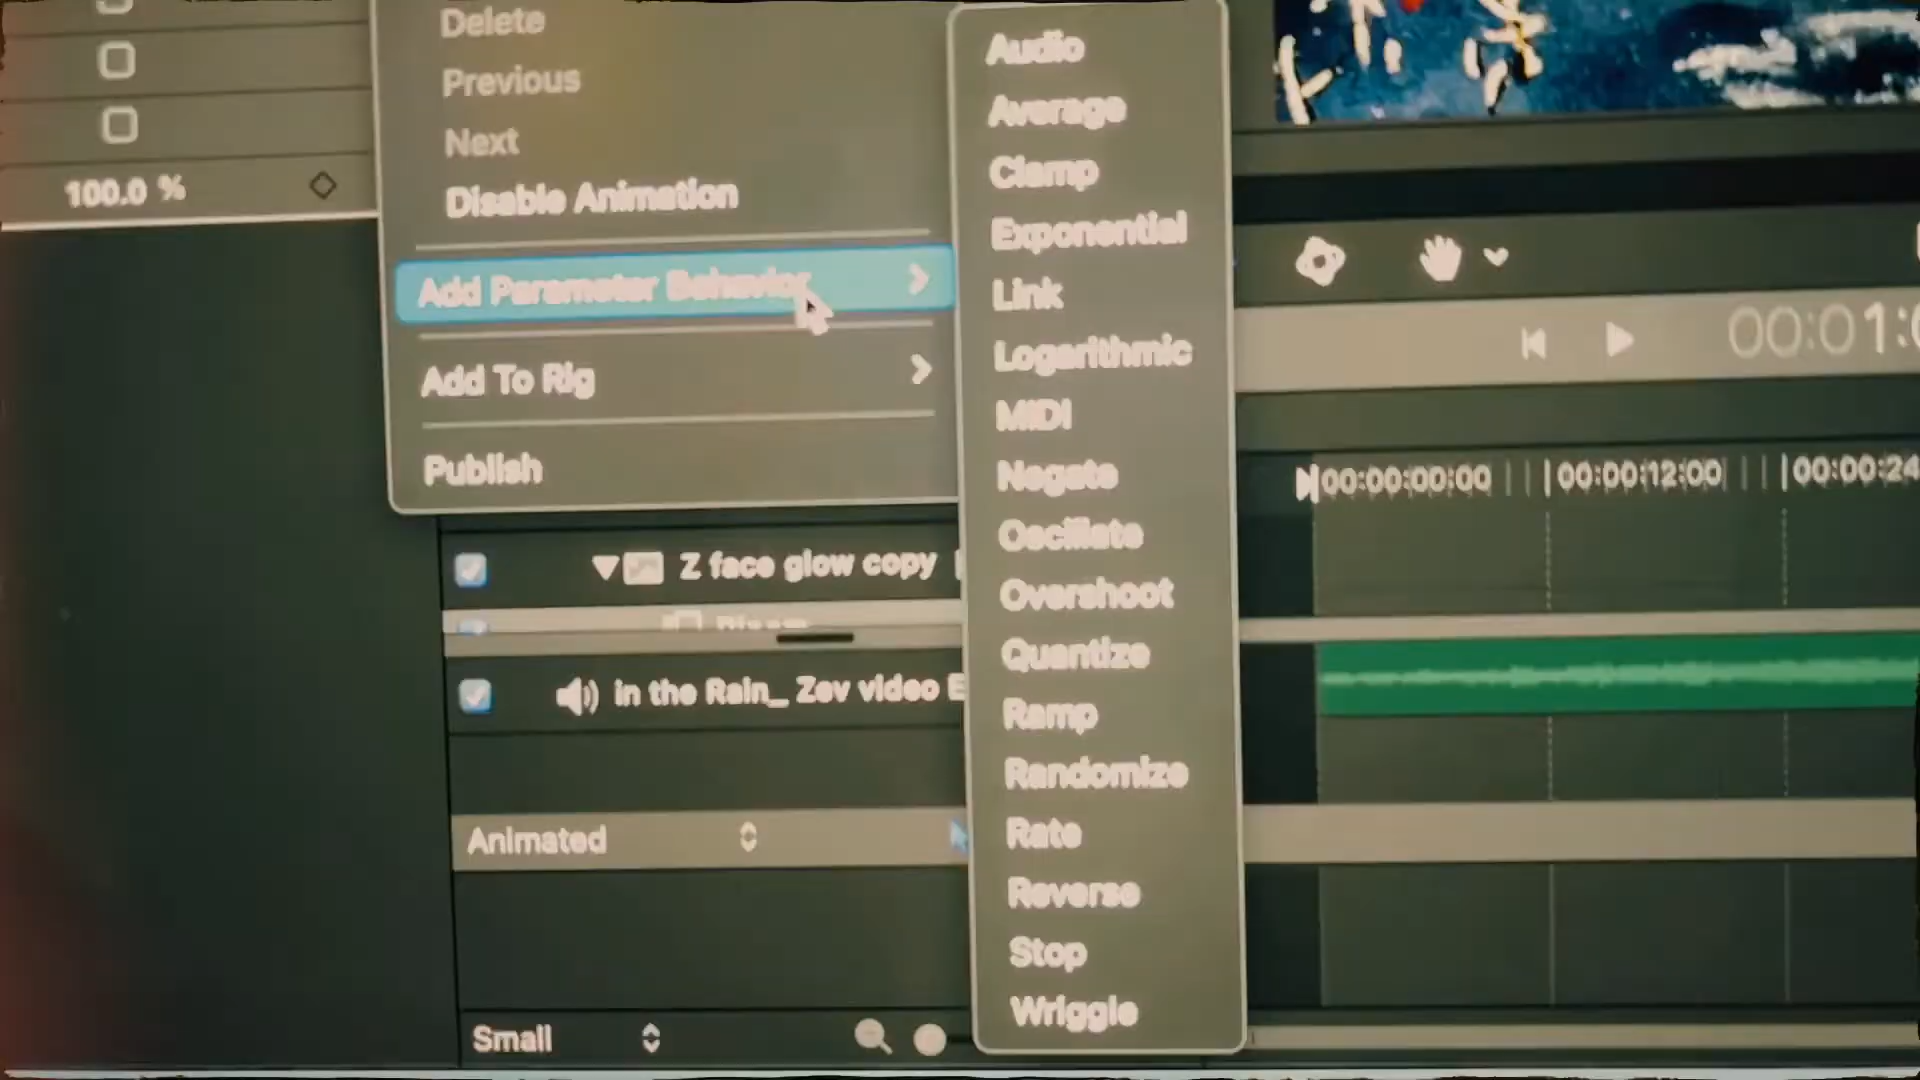 Delete
Previous
Next
100.0 %
Disable Animation
Add Parameter Behavior
Add To Rig
Publish
Audio
Average
Clamp
Exponential
Link
Logarithmic
MIDI
Negate
Oscillate
Overshoot
Quantize
Ramp
Randomize
Rate
Reverse
Stop
Wriggle
00:00:00:00
00:00:12:00
00:00:24
Z face glow copy
in the Rain_ Zev video E
Animated
Small